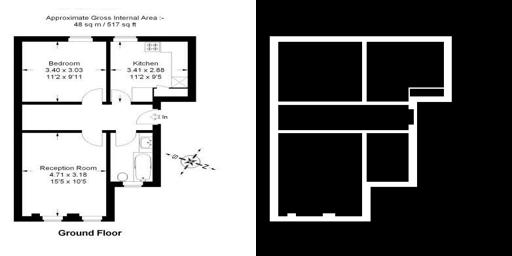 Approximate Gross Internal Area :-
48 sq m / 517 sq ft
Bedroom
3.40 x 3.03
11'2 x 9'11
Kitchen
3.41 x 2.88
11'2 x 9'5
In
Reception Room
4.71 x 3.18
15'5 x 10'5
S
N
Ground Floor